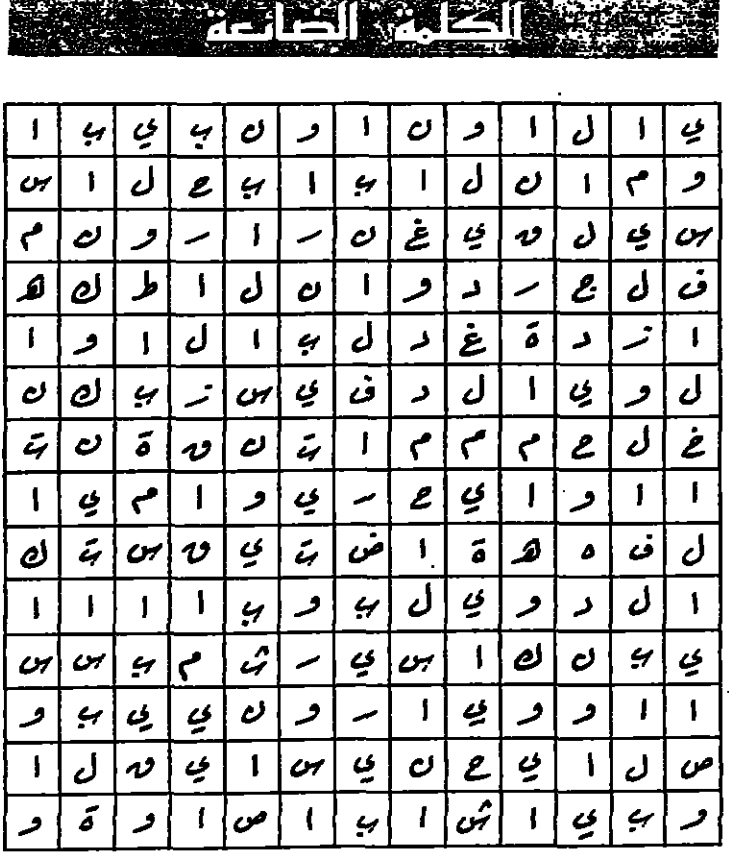 الكلمة الضائعة
ي ا ل ا و ن ا و ن ب ي ب ا
و م ا ن ل ا ب ا ب ح ل ا س
س ي ل ق ي غ ن ر ا ر و ن م
ف ل ج ر د و ا ن ل ا ط ك ه
ا ز د ة غ د ل ب ا ل ا و ا
ل و ي ا ل د ف ي س ز ب ك ن
خ ل ح م م م ا ت ن ق ة ن ت
ا ا و ا ي ح ر ي و ا م ي ا
ل ف ه ه ة ا ض ت ي ق س ت ك
ا ل د و ي ل ب و ب ا ا ا ا
ي ب ن ك ا س ي ر ث م ب س س
ا ا و و ي ا ر و ن ي ي ب و
ص ل ا ي ح ن ي س ا ي ق ل ا
و ب ي ا ش ا ب ا ص ا و ة و